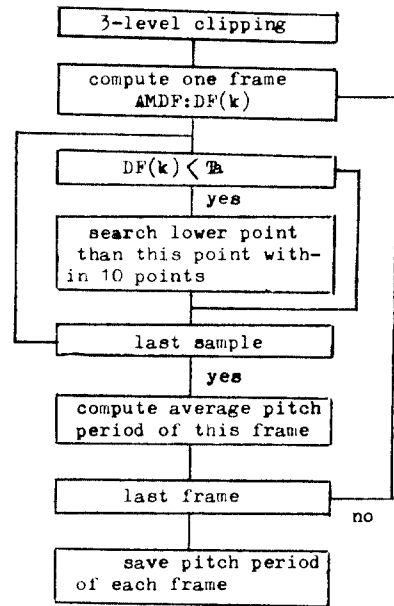 3-level clipping
compute one frame
AMDF:DF(k)
DF(k) < Ta
yes
search lower point
than this point with-
in 10 points
last sample
yes
compute average pitch
period of this frame
last frame
no
save pitch period
of each frame